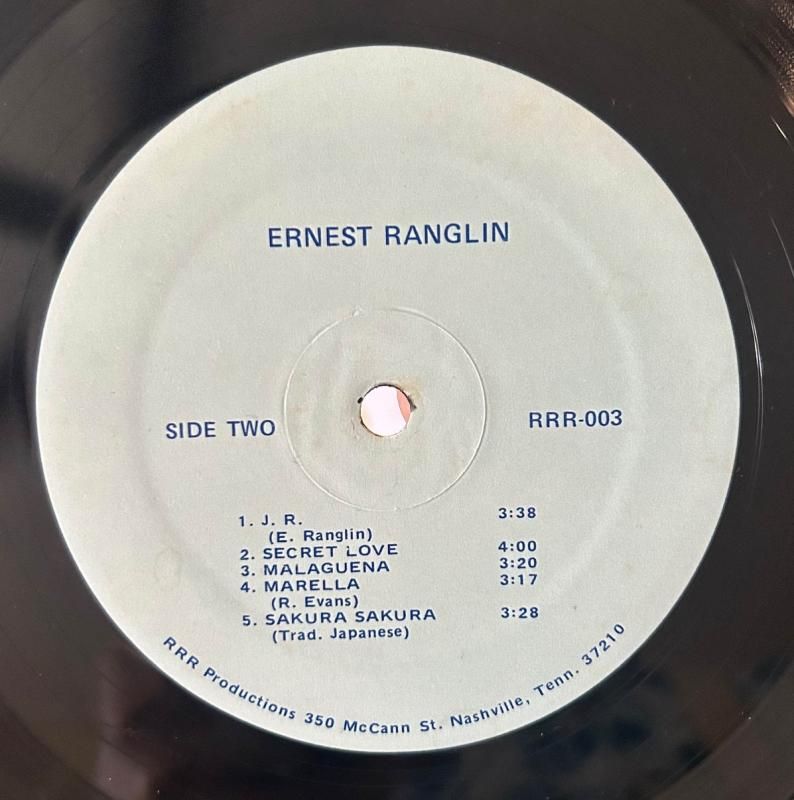 ERNEST RANGLIN
SIDE TWO RRR-003
1. J. R. 3:38
(E. Ranglin)
2. SECRET LOVE 4:00
3. MALAGUENA 3:20
4. MARELLA 3:17
(R. Evans)
5. SAKURA SAKURA 3:28
(Trad. Japanese)
RRR Productions 350 McCann St. Nashville, Tenn. 37210